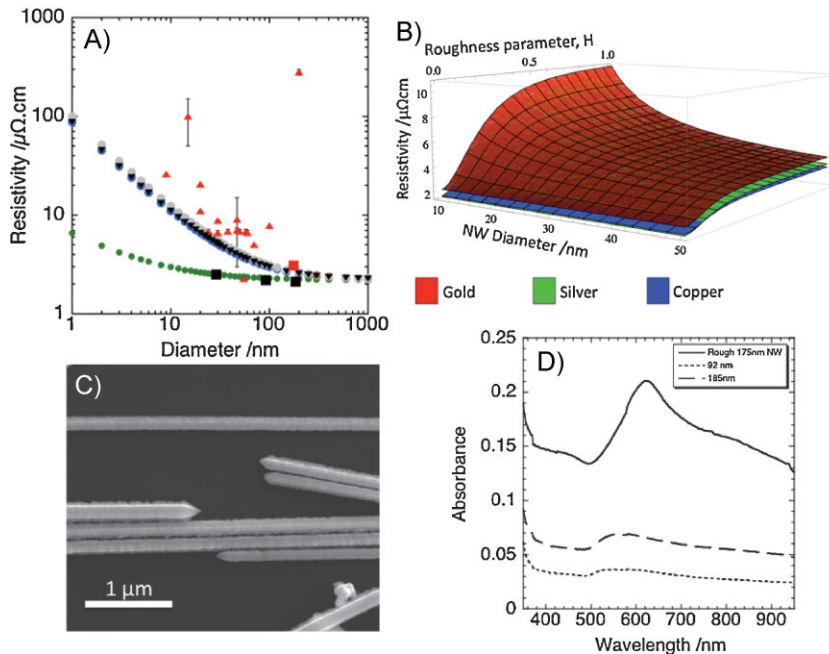 A)
Resistivity /µΩ.cm
1000
100
10
1
1
10
100
1000
Diameter /nm
B)
Roughness parameter, H
0.0
0.5
1.0
Resistivity /µΩcm
10
8
6
4
2
10
20
30
40
50
NW Diameter /nm
Gold
Silver
Copper
C)
1 µm
D)
Rough 175nm NW
92 nm
185nm
Absorbance
0.25
0.2
0.15
0.1
0.05
0
400 500 600 700 800 900
Wavelength /nm